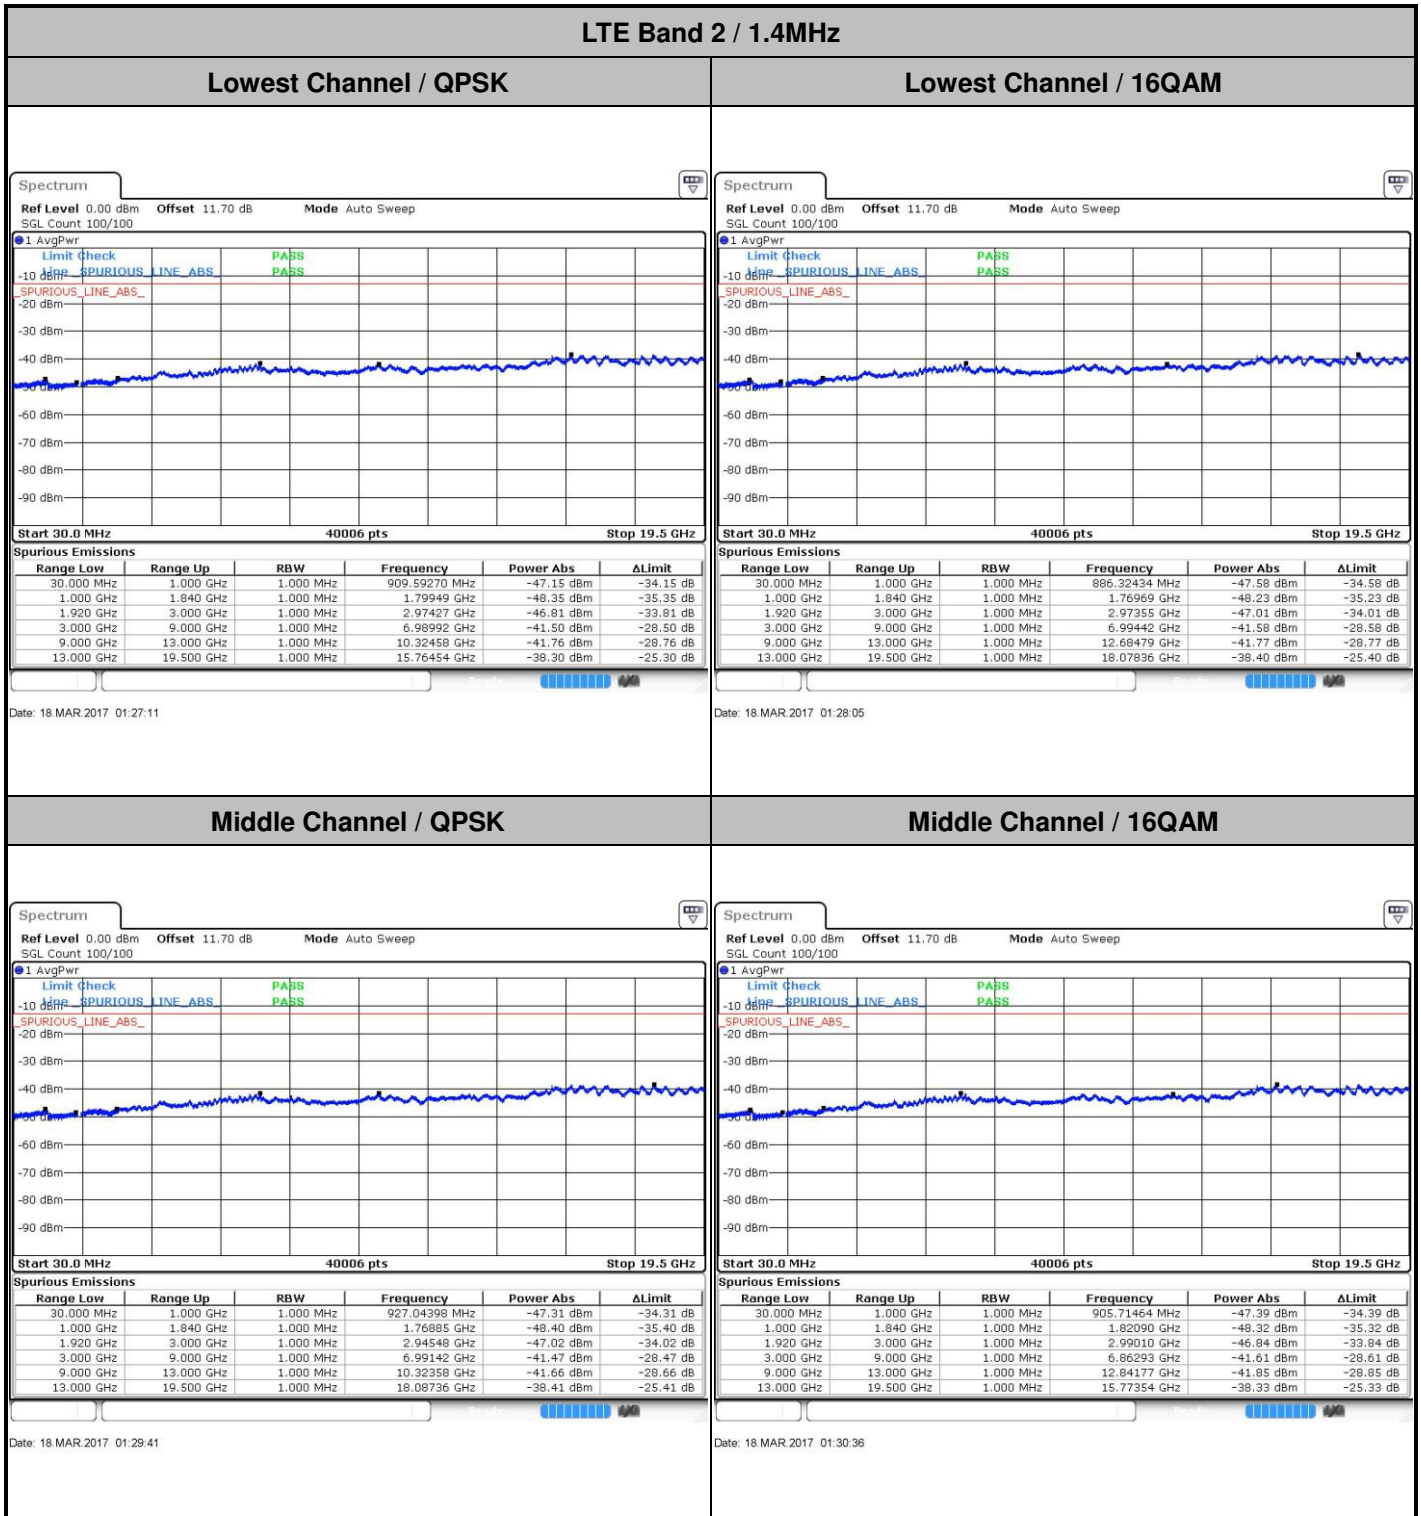 LTE Band 2 / 1.4MHz
Lowest Channel / QPSK
Lowest Channel / 16QAM
Spectrum
Ref Level 0.00 dBm Offset 11.70 dB Mode Auto Sweep
SGL Count 100/100
1 AvgPwr
Limit Check PASS
Line _SPURIOUS_LINE_ABS_ PASS
-10 dBm
_SPURIOUS_LINE_ABS_
-20 dBm
-30 dBm
-40 dBm
-50 dBm
-60 dBm
-70 dBm
-80 dBm
-90 dBm
Start 30.0 MHz 40006 pts Stop 19.5 GHz
Spurious Emissions
Range Low Range Up RBW Frequency Power Abs ΔLimit
30.000 MHz 1.000 GHz 1.000 MHz 909.59270 MHz -47.15 dBm -34.15 dB
1.000 GHz 1.840 GHz 1.000 MHz 1.79949 GHz -48.35 dBm -35.35 dB
1.920 GHz 3.000 GHz 1.000 MHz 2.97427 GHz -46.81 dBm -33.81 dB
3.000 GHz 9.000 GHz 1.000 MHz 6.98992 GHz -41.50 dBm -28.50 dB
9.000 GHz 13.000 GHz 1.000 MHz 10.32458 GHz -41.76 dBm -28.76 dB
13.000 GHz 19.500 GHz 1.000 MHz 15.76454 GHz -38.30 dBm -25.30 dB
Date: 18.MAR.2017 01:27:11
Spectrum
Ref Level 0.00 dBm Offset 11.70 dB Mode Auto Sweep
SGL Count 100/100
1 AvgPwr
Limit Check PASS
Line _SPURIOUS_LINE_ABS_ PASS
-10 dBm
_SPURIOUS_LINE_ABS_
-20 dBm
-30 dBm
-40 dBm
-50 dBm
-60 dBm
-70 dBm
-80 dBm
-90 dBm
Start 30.0 MHz 40006 pts Stop 19.5 GHz
Spurious Emissions
Range Low Range Up RBW Frequency Power Abs ΔLimit
30.000 MHz 1.000 GHz 1.000 MHz 886.32434 MHz -47.58 dBm -34.58 dB
1.000 GHz 1.840 GHz 1.000 MHz 1.76969 GHz -48.23 dBm -35.23 dB
1.920 GHz 3.000 GHz 1.000 MHz 2.97355 GHz -47.01 dBm -34.01 dB
3.000 GHz 9.000 GHz 1.000 MHz 6.99442 GHz -41.58 dBm -28.58 dB
9.000 GHz 13.000 GHz 1.000 MHz 12.68479 GHz -41.77 dBm -28.77 dB
13.000 GHz 19.500 GHz 1.000 MHz 18.07836 GHz -38.40 dBm -25.40 dB
Date: 18.MAR.2017 01:28:05
Middle Channel / QPSK
Middle Channel / 16QAM
Spectrum
Ref Level 0.00 dBm Offset 11.70 dB Mode Auto Sweep
SGL Count 100/100
1 AvgPwr
Limit Check PASS
Line _SPURIOUS_LINE_ABS_ PASS
-10 dBm
_SPURIOUS_LINE_ABS_
-20 dBm
-30 dBm
-40 dBm
-50 dBm
-60 dBm
-70 dBm
-80 dBm
-90 dBm
Start 30.0 MHz 40006 pts Stop 19.5 GHz
Spurious Emissions
Range Low Range Up RBW Frequency Power Abs ΔLimit
30.000 MHz 1.000 GHz 1.000 MHz 927.04398 MHz -47.31 dBm -34.31 dB
1.000 GHz 1.840 GHz 1.000 MHz 1.76885 GHz -48.40 dBm -35.40 dB
1.920 GHz 3.000 GHz 1.000 MHz 2.94548 GHz -47.02 dBm -34.02 dB
3.000 GHz 9.000 GHz 1.000 MHz 6.99142 GHz -41.47 dBm -28.47 dB
9.000 GHz 13.000 GHz 1.000 MHz 10.32358 GHz -41.66 dBm -28.66 dB
13.000 GHz 19.500 GHz 1.000 MHz 18.08736 GHz -38.41 dBm -25.41 dB
Date: 18.MAR.2017 01:29:41
Spectrum
Ref Level 0.00 dBm Offset 11.70 dB Mode Auto Sweep
SGL Count 100/100
1 AvgPwr
Limit Check PASS
Line _SPURIOUS_LINE_ABS_ PASS
-10 dBm
_SPURIOUS_LINE_ABS_
-20 dBm
-30 dBm
-40 dBm
-50 dBm
-60 dBm
-70 dBm
-80 dBm
-90 dBm
Start 30.0 MHz 40006 pts Stop 19.5 GHz
Spurious Emissions
Range Low Range Up RBW Frequency Power Abs ΔLimit
30.000 MHz 1.000 GHz 1.000 MHz 905.71464 MHz -47.39 dBm -34.39 dB
1.000 GHz 1.840 GHz 1.000 MHz 1.82090 GHz -48.32 dBm -35.32 dB
1.920 GHz 3.000 GHz 1.000 MHz 2.99010 GHz -46.84 dBm -33.84 dB
3.000 GHz 9.000 GHz 1.000 MHz 6.86293 GHz -41.61 dBm -28.61 dB
9.000 GHz 13.000 GHz 1.000 MHz 12.84177 GHz -41.85 dBm -28.85 dB
13.000 GHz 19.500 GHz 1.000 MHz 15.77354 GHz -38.33 dBm -25.33 dB
Date: 18.MAR.2017 01:30:36